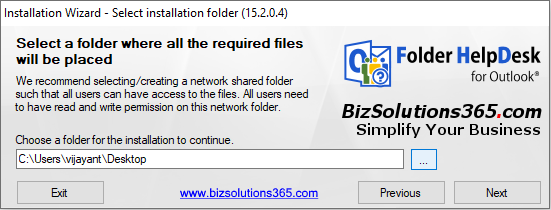 Installation Wizard - Select installation folder (15.2.0.4)
Select a folder where all the required files
will be placed
We recommend selecting/creating a network shared folder
such that all users can have access to the files. All users need
to have read and write permission on this network folder.
Folder HelpDesk
for Outlook®
BizSolutions365.com
Simplify Your Business
Choose a folder for the installation to continue.
C:\Users\vijayant\Desktop
...
Exit
www.bizsolutions365.com
Previous
Next